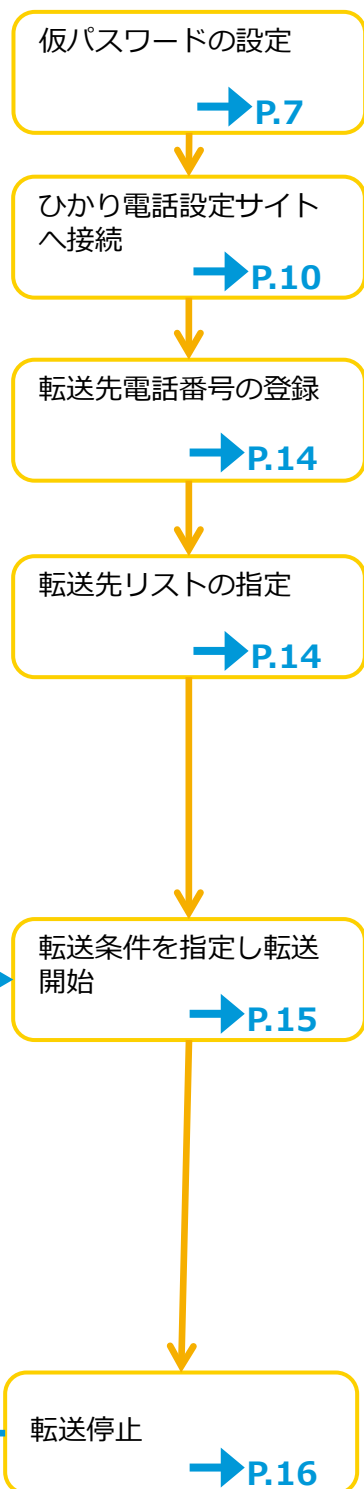 仮パスワードの設定
P.7
ひかり電話設定サイト
へ接続
P.10
転送先電話番号の登録
P.14
転送先リストの指定
P.14
転送条件を指定し転送
開始
P.15
転送停止
P.16